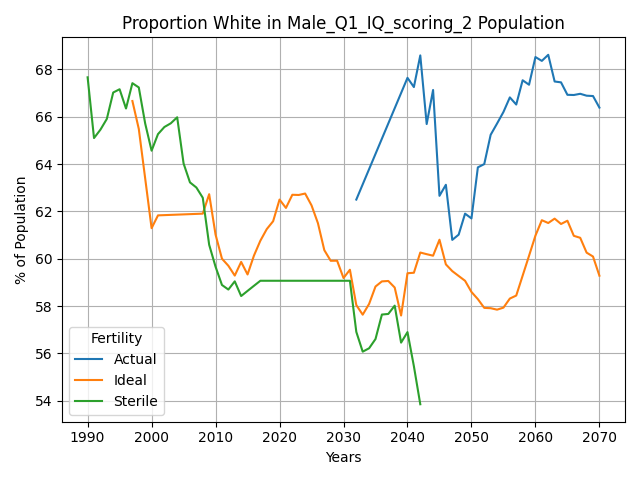 Proportion White in Male_Q1_IQ_scoring_2 Population
% of Population
68
66
64
62
60
58
56
54
Fertility
Actual
Ideal
Sterile
1990 2000 2010 2020 2030 2040 2050 2060 2070
Years